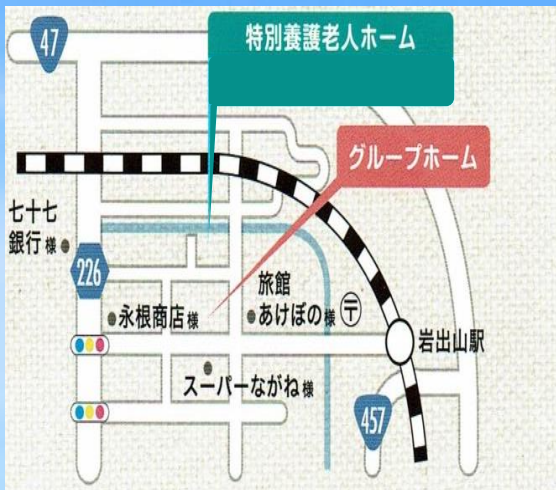 47
特別養護老人ホーム
グループホーム
七十七
銀行様
226
旅館
あけぼの様
〒
永根商店様
岩出山駅
スーパーながね様
457